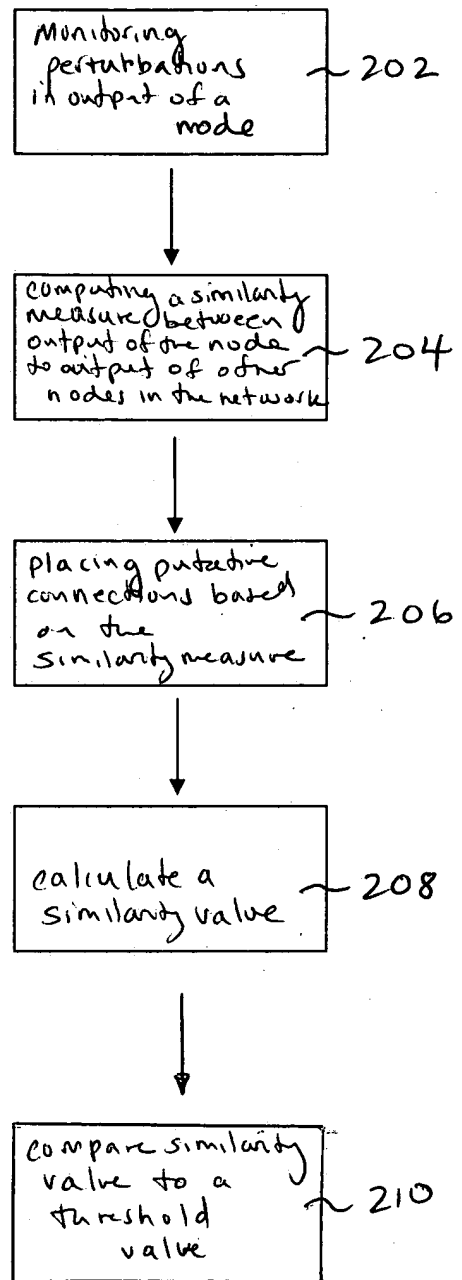 Monitoring
perturbations
in output of a
node
202
computing a similarity
measure between
output of the node
to output of other
nodes in the network
204
placing putative
connections based
on the
similarity measure
206
calculate a
similarity value
208
compare similarity
value to a
threshold
value
210